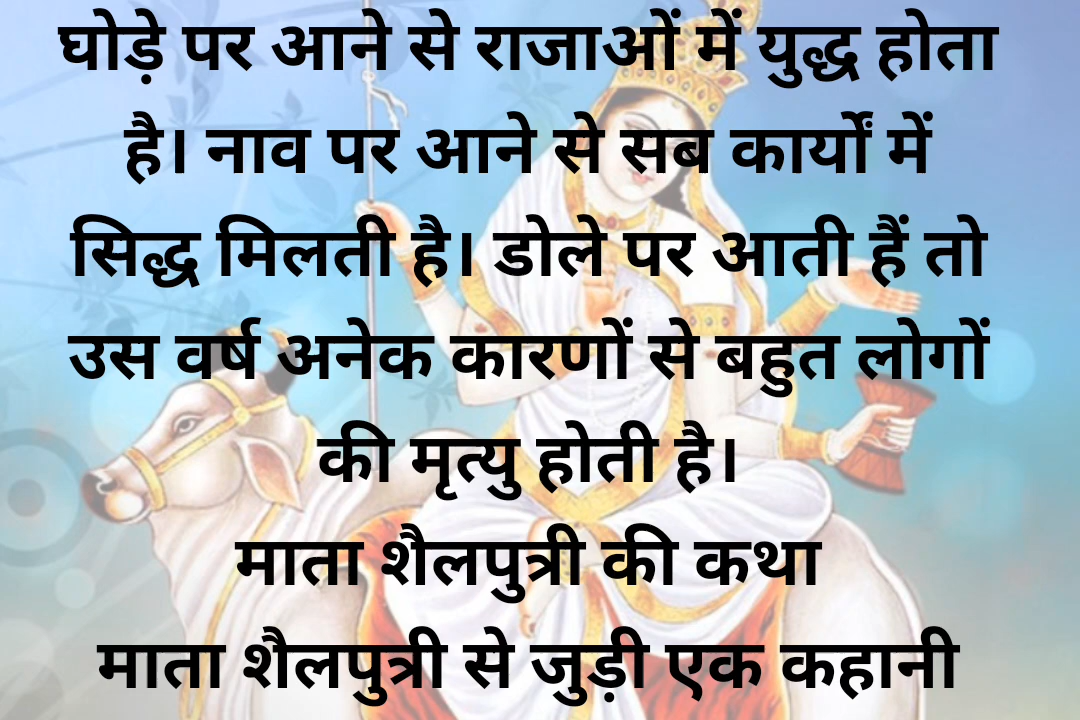 घोड़े पर आने से राजाओं में युद्ध होता
है। नाव पर आने से सब कार्यों में
सिद्ध मिलती है। डोले पर आती हैं तो
उस वर्ष अनेक कारणों से बहुत लोगों
की मृत्यु होती है।
माता शैलपुत्री की कथा
माता शैलपुत्री से जुड़ी एक कहानी